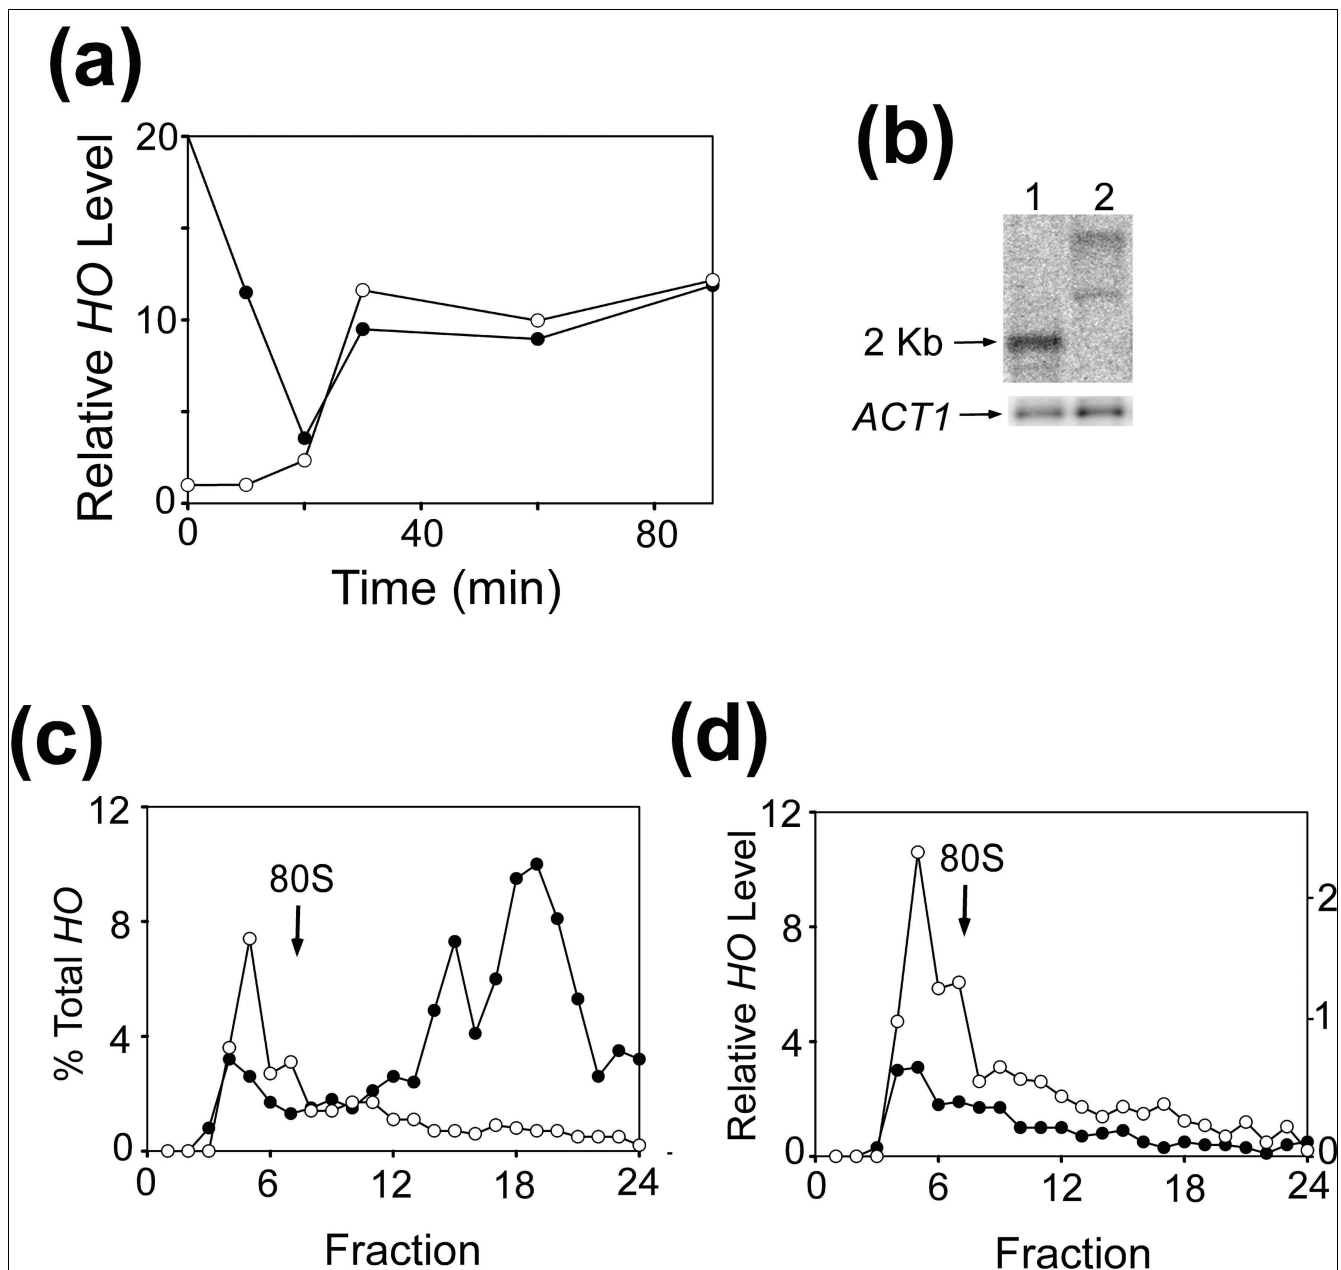 (a)
20
10
0
Relative HO Level
0 40 80
Time (min)
(b)
1 2
2 Kb
ACT1
(c)
12
8
4
0
% Total HO
80S
0 6 12 18 24
Fraction
-
(d)
12
8
4
0
Relative HO Level
80S
2
1
0
0 6 12 18 24
Fraction